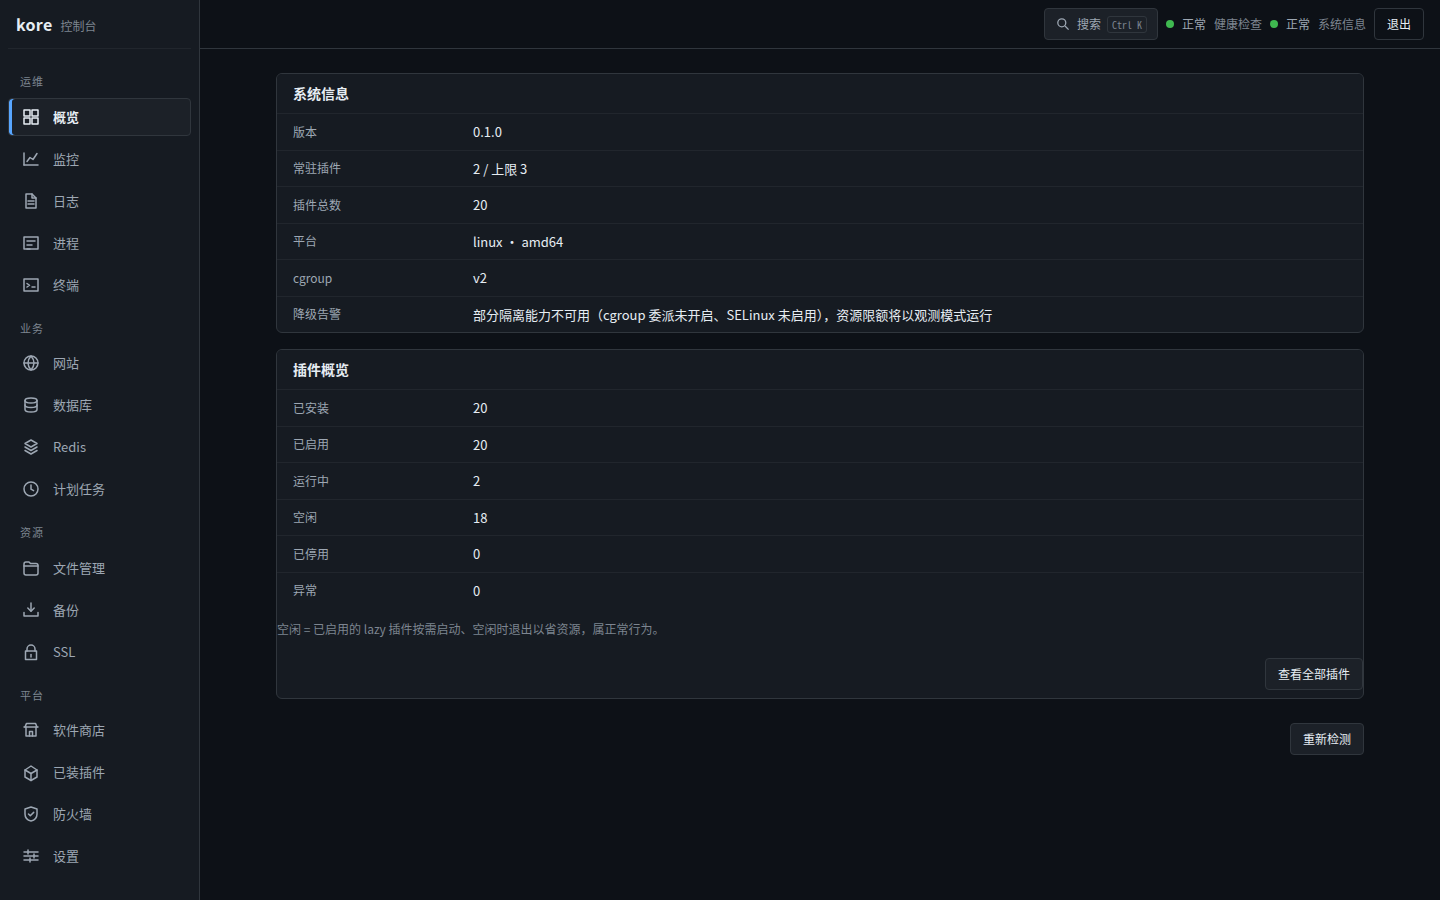 kore 控制台
搜索 Ctrl K 正常 健康检查 正常 系统信息 退出
运维
概览
监控
日志
进程
终端
业务
网站
数据库
Redis
计划任务
资源
文件管理
备份
SSL
平台
软件商店
已装插件
防火墙
设置
系统信息
版本 0.1.0
常驻插件 2 / 上限 3
插件总数 20
平台 linux · amd64
cgroup v2
降级告警 部分隔离能力不可用（cgroup 委派未开启、SELinux 未启用），资源限额将以观测模式运行
插件概览
已安装 20
已启用 20
运行中 2
空闲 18
已停用 0
异常 0
空闲 = 已启用的 lazy 插件按需启动、空闲时退出以省资源，属正常行为。
查看全部插件
重新检测